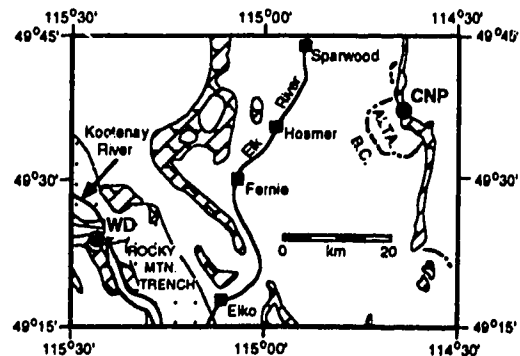 115°30' 115°00' 114°30'
49°45' 49°45'
Sparwood
CNP
Kootenay
River
Elk River
Hosmer
ALTA.
B.C.
49°30' 49°30'
Fernie
WD
ROCKY
MTN.
TRENCH
0 20
km
Elko
49°15' 49°15'
115°30' 115°00' 114°30'